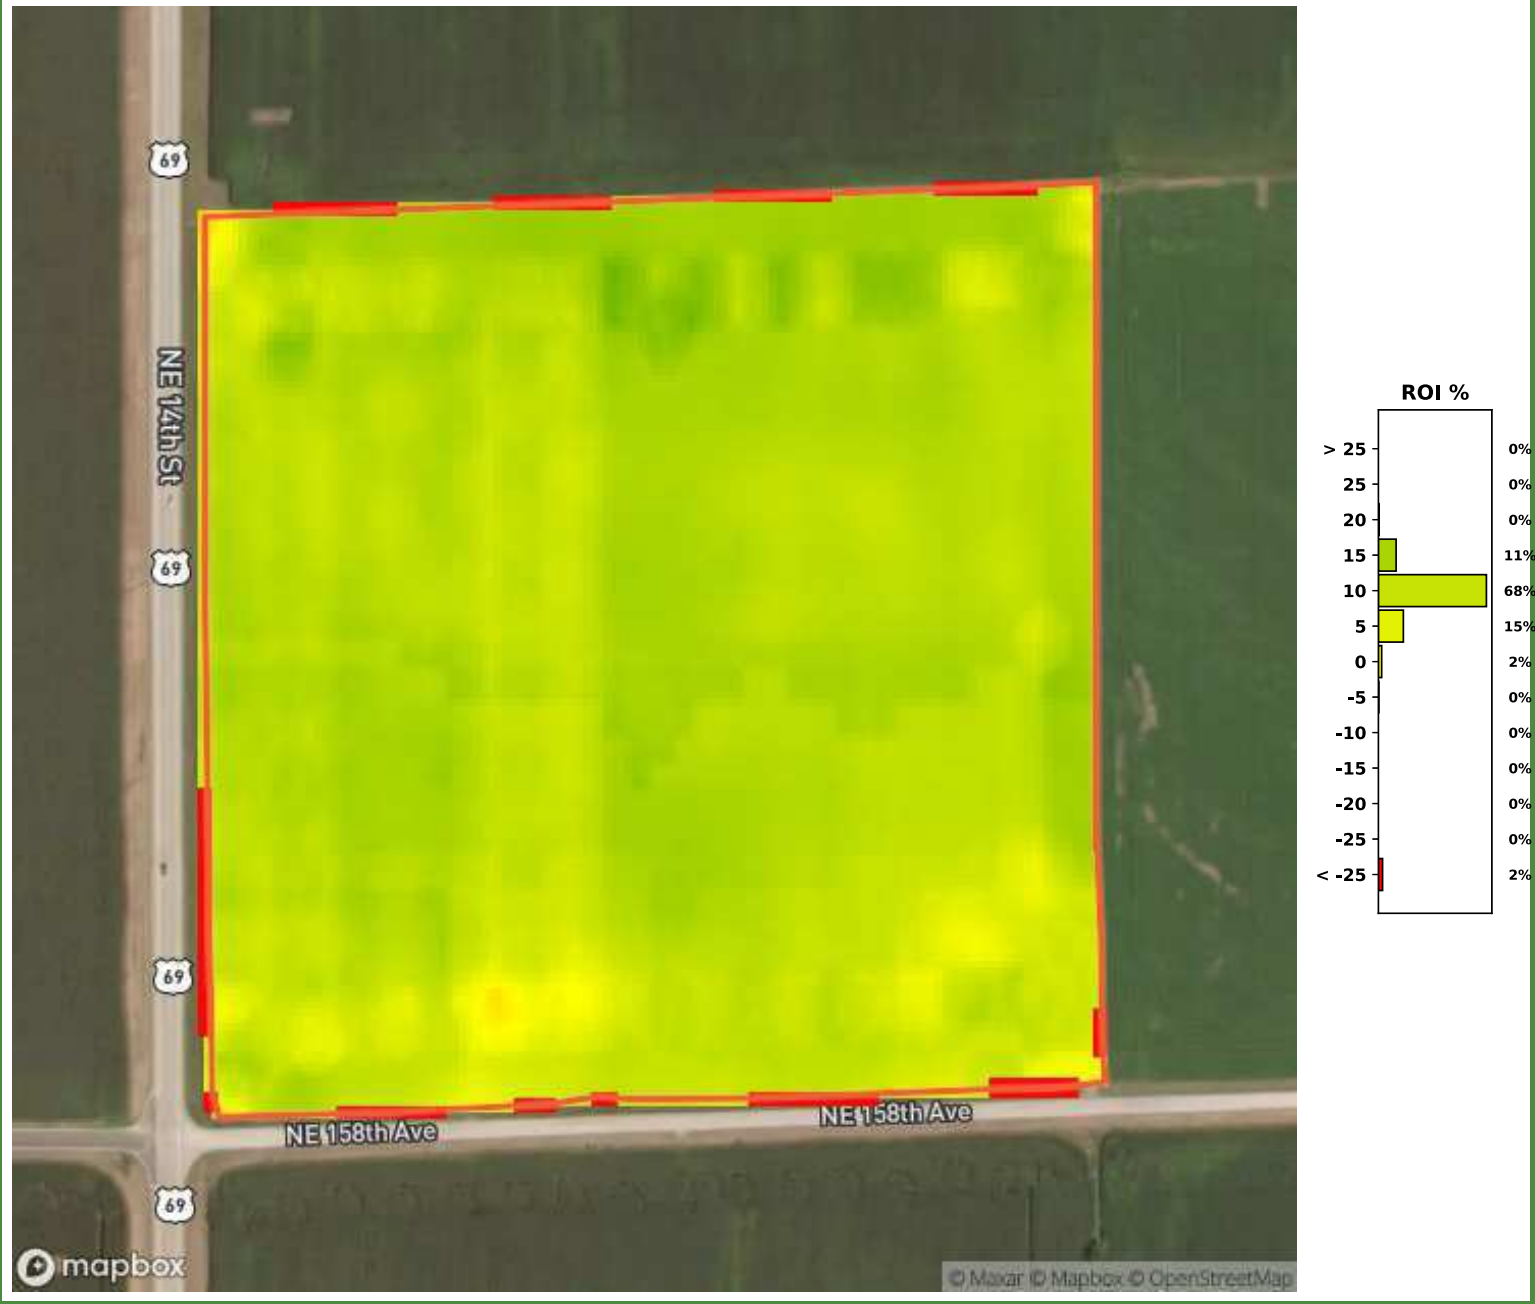 69
NE 14th St
69
69
NE 158th Ave
NE 158th Ave
69
mapbox
© Maxar © Mapbox © OpenStreetMap
ROI %
> 25 0%
25 0%
20 0%
15 11%
10 68%
5 15%
0 2%
-5 0%
-10 0%
-15 0%
-20 0%
-25 0%
< -25 2%